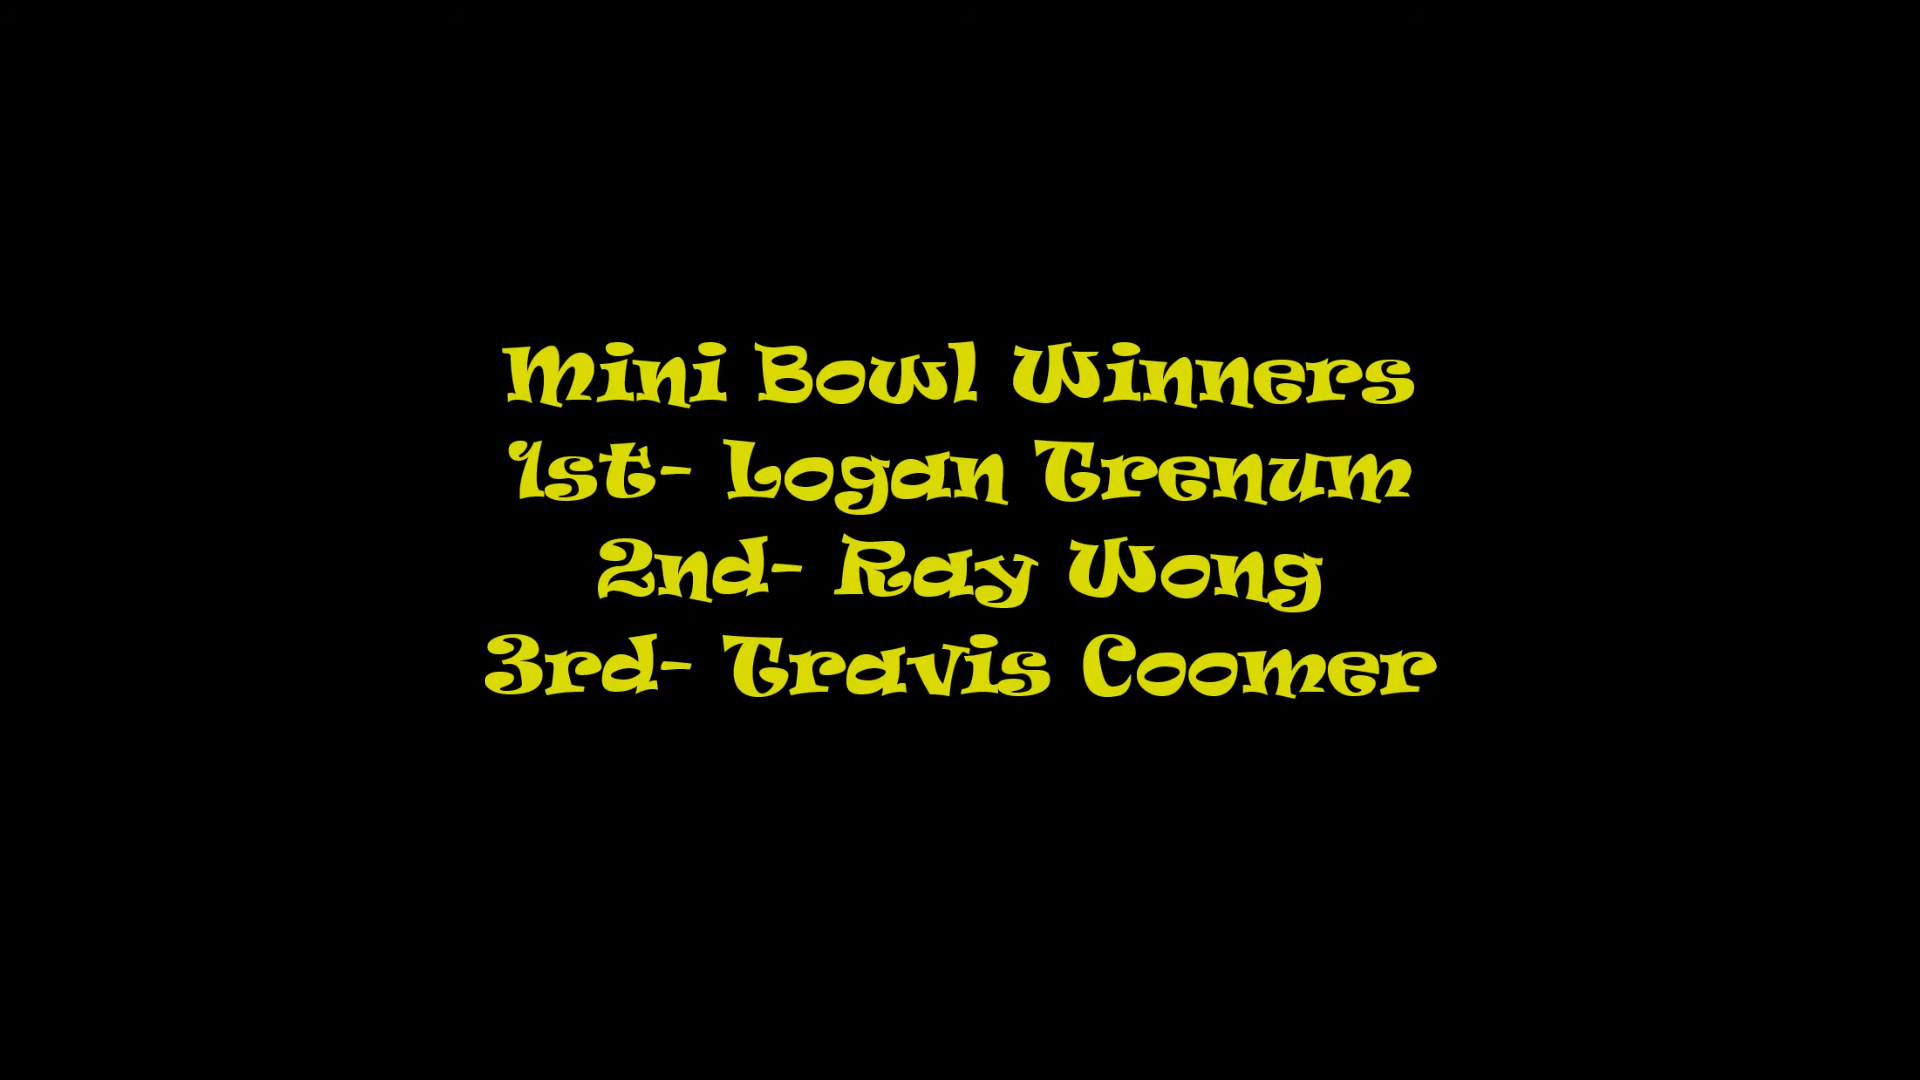 Mini Bowl Winners
1st- Logan Trenum
2nd- Ray Wong
3rd- Travis Coomer